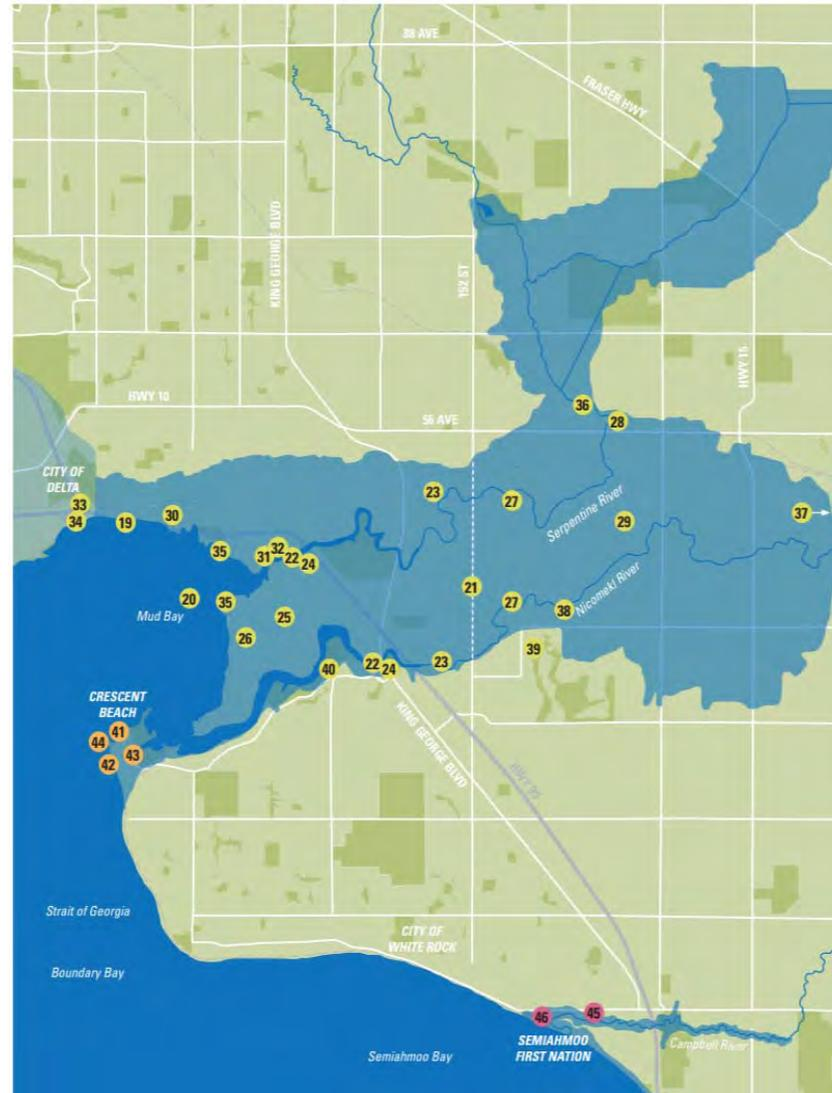 88 AVE
FRASER HWY
KING GEORGE BLVD
152 ST
HWY 15
HWY 10
56 AVE
36
28
CITY OF
DELTA
33
34
19
30
23
27
Serpentine River
29
37
35
31
32
22
24
20
35
Mud Bay
26
25
21
27
38
Nicomekl River
39
40
22
24
23
CRESCENT
BEACH
41
44
43
42
KING GEORGE BLVD
HWY 99
Strait of Georgia
CITY OF
WHITE ROCK
Boundary Bay
46
45
SEMIAHMOO
FIRST NATION
Campbell River
Semiahmoo Bay